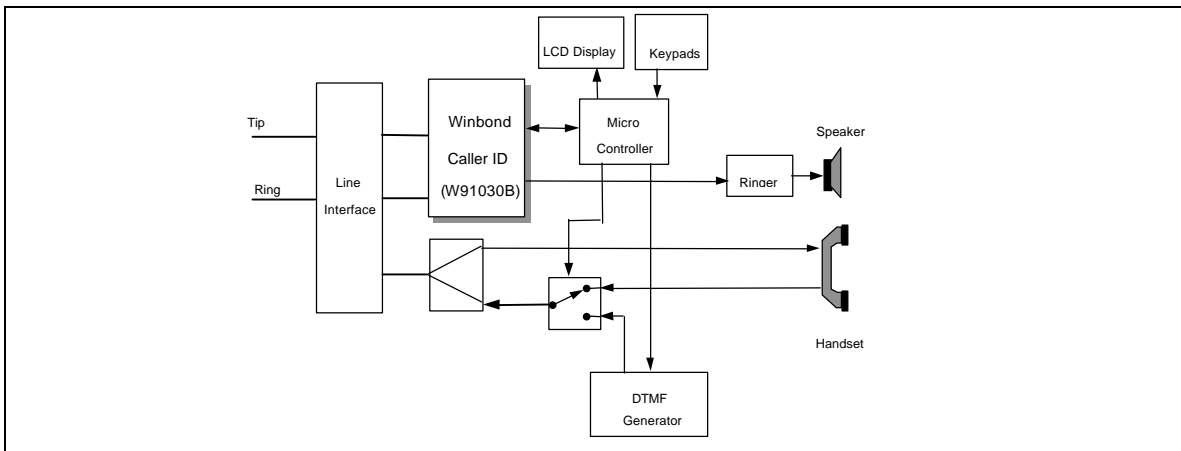 LCD Display
Keypads
Tip
Ring
Line
Interface
Winbond
Caller ID
(W91030B)
Micro
Controller
Ringer
Speaker
Handset
DTMF
Generator